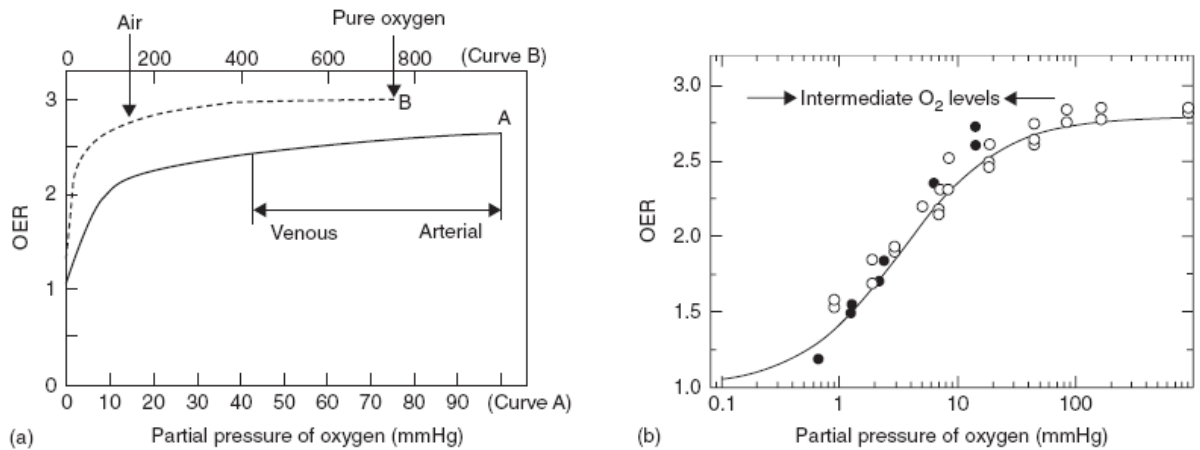 Air
Pure oxygen
0 200 400 600 800 (Curve B)
3
2
1
0
OER
B
A
Venous
Arterial
0 10 20 30 40 50 60 70 80 90 (Curve A)
(a)
Partial pressure of oxygen (mmHg)
3.0
2.5
2.0
1.5
1.0
OER
Intermediate O₂ levels
0.1 1 10 100
(b)
Partial pressure of oxygen (mmHg)